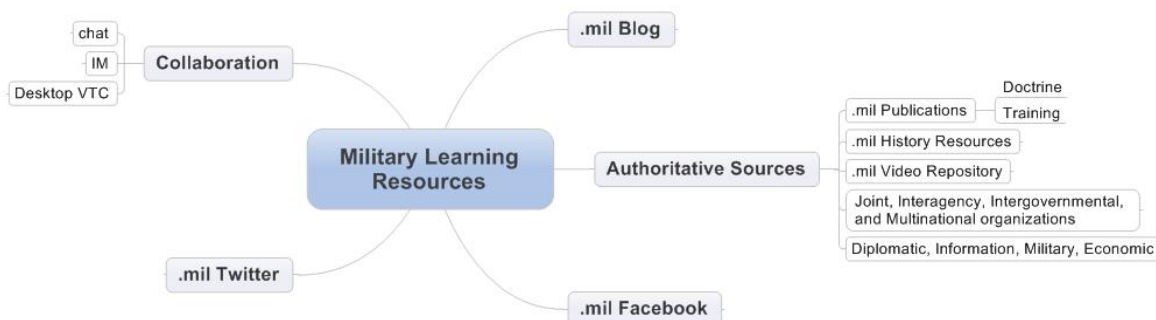 chat
IM
Desktop VTC
Collaboration
.mil Blog
Military Learning
Resources
Authoritative Sources
.mil Publications
Doctrine
Training
.mil History Resources
.mil Video Repository
Joint, Interagency, Intergovernmental,
and Multinational organizations
Diplomatic, Information, Military, Economic
.mil Twitter
.mil Facebook